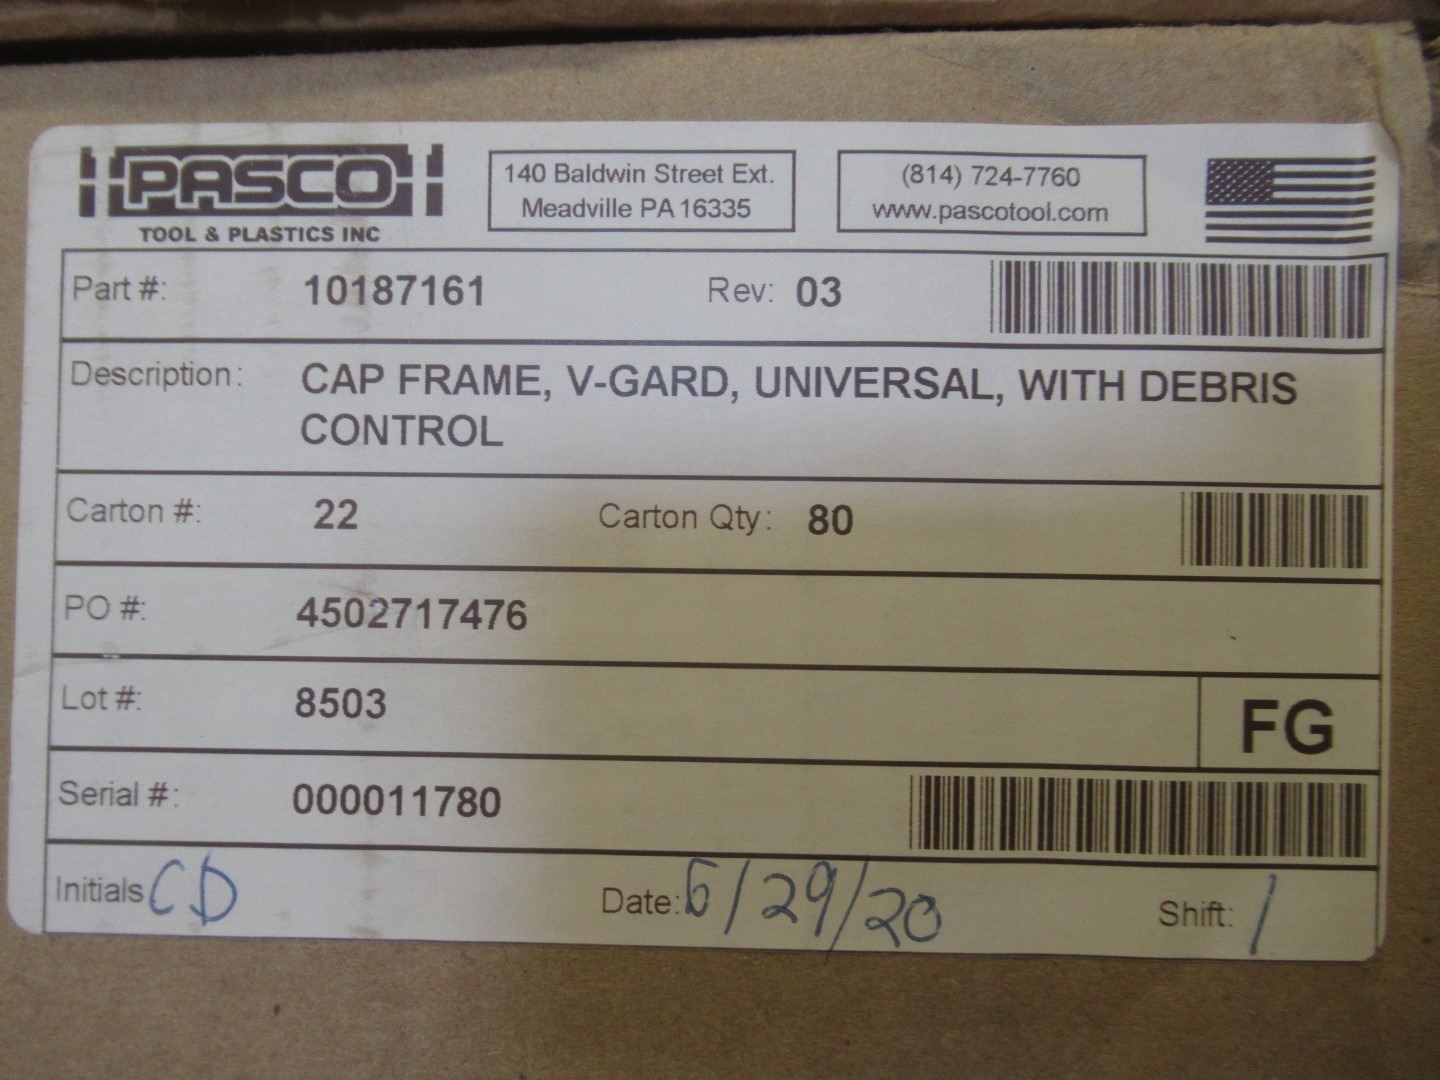 PASCO
TOOL & PLASTICS INC
140 Baldwin Street Ext.
Meadville PA 16335
(814) 724-7760
www.pascotool.com
Part #: 10187161 Rev: 03
Description: CAP FRAME, V-GARD, UNIVERSAL, WITH DEBRIS
CONTROL
Carton #: 22 Carton Qty: 80
PO #: 4502717476
Lot #: 8503 FG
Serial #: 000011780
Initials CD Date: 6/29/20 Shift: 1